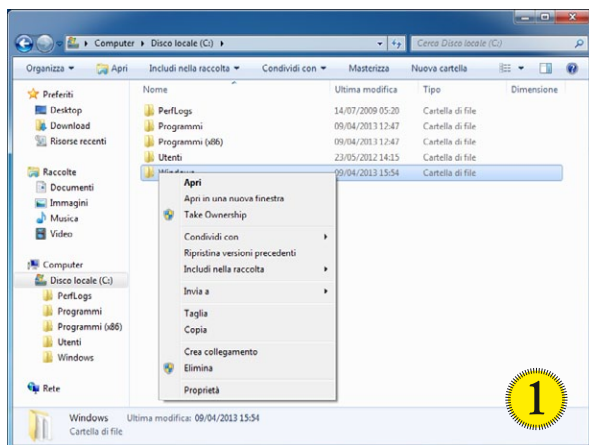 Computer ▸ Disco locale (C:) ▸
Cerca Disco locale (C:)
Organizza Apri Includi nella raccolta Condividi con Masterizza Nuova cartella
Nome Ultima modifica Tipo Dimensione
Preferiti
Desktop
Download
Risorse recenti
Raccolte
Documenti
Immagini
Musica
Video
Computer
Disco locale (C:)
PerfLogs
Programmi
Programmi (x86)
Utenti
Windows
Rete
PerfLogs 14/07/2009 05:20 Cartella di file
Programmi 09/04/2013 12:47 Cartella di file
Programmi (x86) 09/04/2013 12:47 Cartella di file
Utenti 23/05/2012 14:15 Cartella di file
Windows 09/04/2013 15:54 Cartella di file
Apri
Apri in una nuova finestra
Take Ownership
Condividi con
Ripristina versioni precedenti
Includi nella raccolta
Invia a
Taglia
Copia
Crea collegamento
Elimina
Proprietà
Windows Ultima modifica: 09/04/2013 15:54
Cartella di file
1